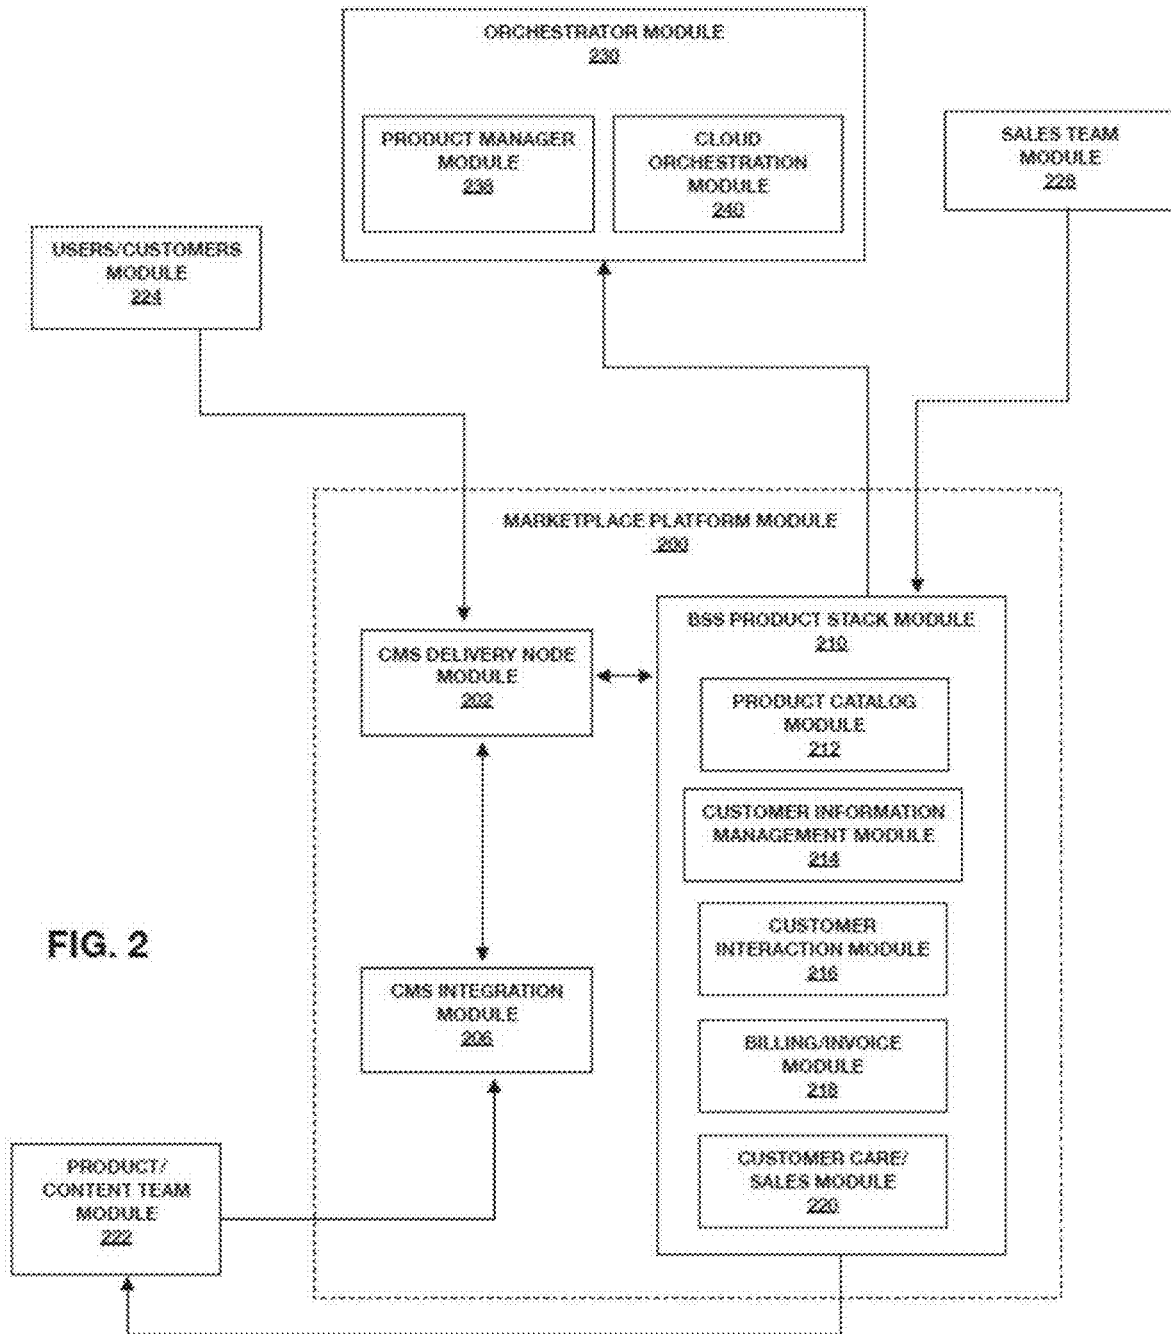 ORCHESTRATOR MODULE
230
PRODUCT MANAGER
MODULE
238
CLOUD
ORCHESTRATION
MODULE
240
SALES TEAM
MODULE
228
USERS/CUSTOMERS
MODULE
224
MARKETPLACE PLATFORM MODULE
200
CMS DELIVERY NODE
MODULE
202
BSS PRODUCT STACK MODULE
210
PRODUCT CATALOG
MODULE
212
CUSTOMER INFORMATION
MANAGEMENT MODULE
214
CUSTOMER
INTERACTION MODULE
216
BILLING/INVOICE
MODULE
218
CUSTOMER CARE/
SALES MODULE
220
FIG. 2
CMS INTEGRATION
MODULE
206
PRODUCT/
CONTENT TEAM
MODULE
222